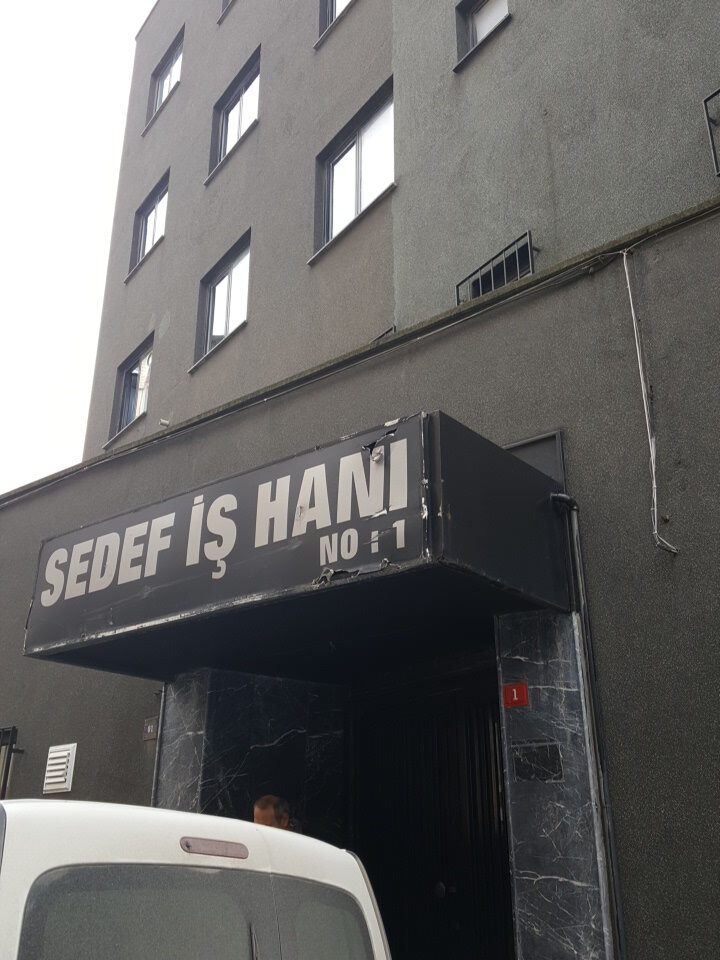 SEDEF İŞ HANI
NO : 1
1